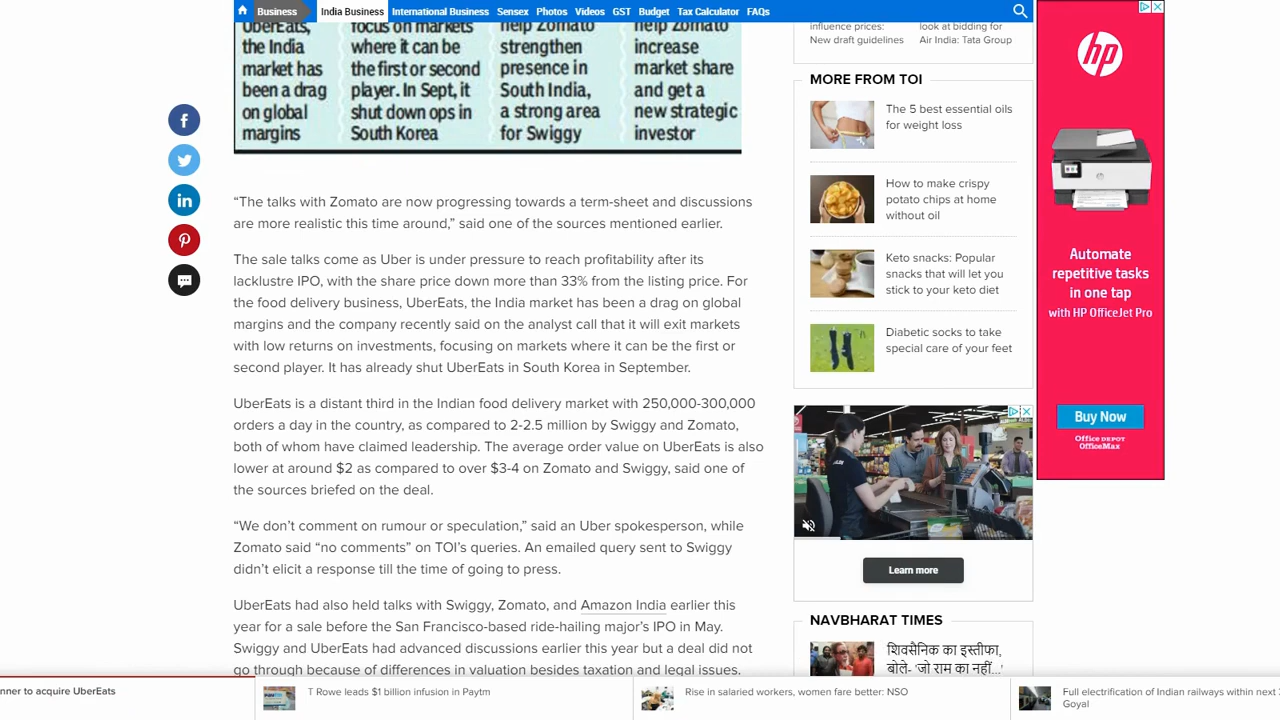 Business
India Business
International Business
Sensex
Photos
Videos
GST
Budget
Tax Calculator
FAQs
UberEats,
the India
market has
been a drag
on global
margins
focus on markets
where it can be
the first or second
player. In Sept, it
shut down ops in
South Korea
help Zomato
strengthen
presence in
South India,
a strong area
for Swiggy
help Zomato
increase
market share
and get a
new strategic
investor
“The talks with Zomato are now progressing towards a term-sheet and discussions
are more realistic this time around,” said one of the sources mentioned earlier.
The sale talks come as Uber is under pressure to reach profitability after its
lacklustre IPO, with the share price down more than 33% from the listing price. For
the food delivery business, UberEats, the India market has been a drag on global
margins and the company recently said on the analyst call that it will exit markets
with low returns on investments, focusing on markets where it can be the first or
second player. It has already shut UberEats in South Korea in September.
UberEats is a distant third in the Indian food delivery market with 250,000-300,000
orders a day in the country, as compared to 2-2.5 million by Swiggy and Zomato,
both of whom have claimed leadership. The average order value on UberEats is also
lower at around $2 as compared to over $3-4 on Zomato and Swiggy, said one of
the sources briefed on the deal.
“We don’t comment on rumour or speculation,” said an Uber spokesperson, while
Zomato said “no comments” on TOI’s queries. An emailed query sent to Swiggy
didn’t elicit a response till the time of going to press.
UberEats had also held talks with Swiggy, Zomato, and Amazon India earlier this
year for a sale before the San Francisco-based ride-hailing major’s IPO in May.
Swiggy and UberEats had advanced discussions earlier this year but a deal did not
go through because of differences in valuation besides taxation and legal issues.
influence prices:
New draft guidelines
look at bidding for
Air India: Tata Group
MORE FROM TOI
The 5 best essential oils
for weight loss
How to make crispy
potato chips at home
without oil
Keto snacks: Popular
snacks that will let you
stick to your keto diet
Diabetic socks to take
special care of your feet
Learn more
NAVBHARAT TIMES
शिवसैनिक का इस्तीफा,
बोले- 'जो राम का नहीं...'
hp
Automate
repetitive tasks
in one tap
with HP OfficeJet Pro
Buy Now
Office DEPOT
OfficeMax
nner to acquire UberEats
T Rowe leads $1 billion infusion in Paytm
Rise in salaried workers, women fare better: NSO
Full electrification of Indian railways within next
Goyal